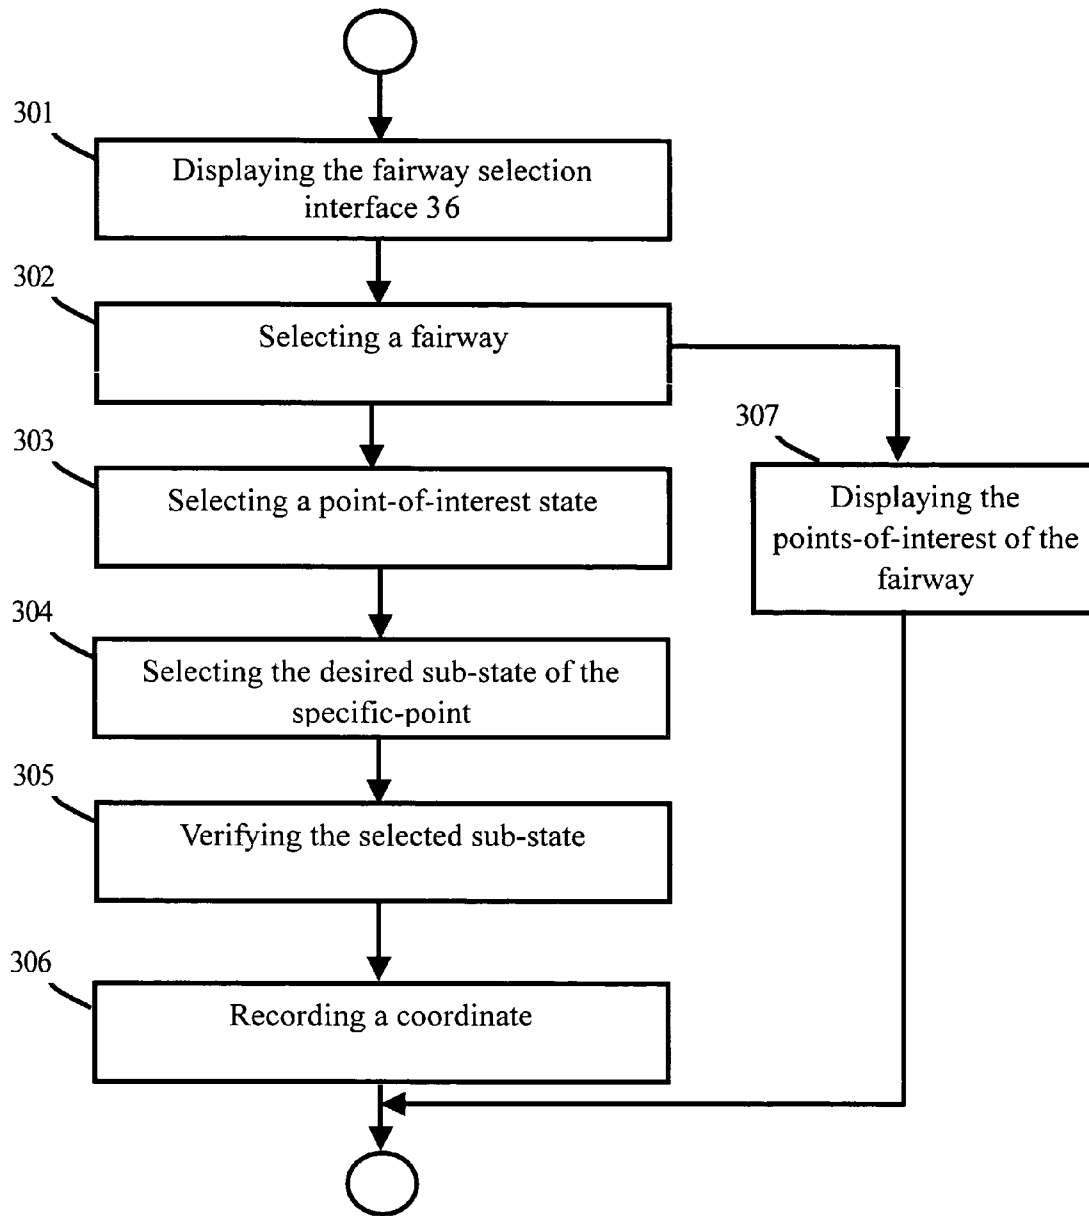 301
Displaying the fairway selection
interface 36
302
Selecting a fairway
303
Selecting a point-of-interest state
307
Displaying the
points-of-interest of the
fairway
304
Selecting the desired sub-state of the
specific-point
305
Verifying the selected sub-state
306
Recording a coordinate